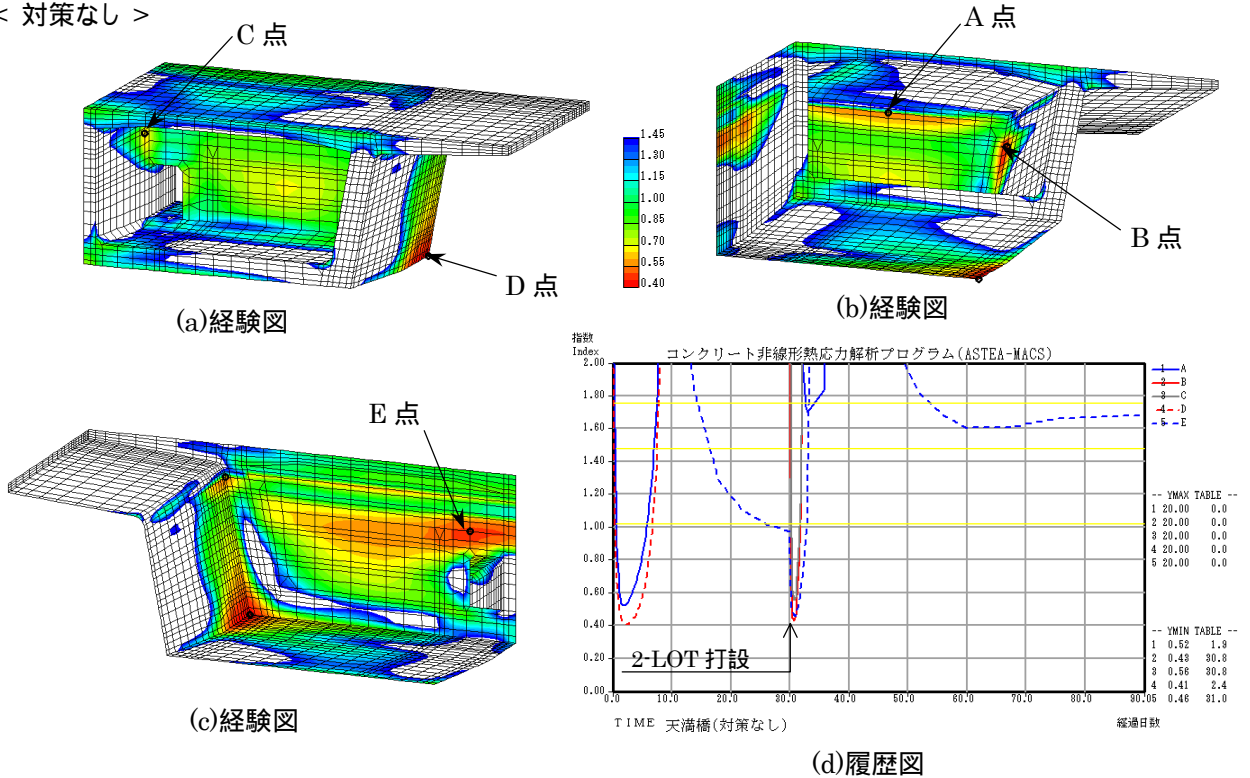 < 対策なし >
C 点
D 点
(a)経験図
1.45
1.30
1.15
1.00
0.85
0.70
0.55
0.40
A 点
B 点
(b)経験図
E 点
(c)経験図
指数
Index
コンクリート非線形熱応力解析プログラム(ASTEA-MACS)
2.00
1.80
1.60
1.40
1.20
1.00
0.80
0.60
0.40
0.20
0.00
0.0
10.0
20.0
30.0
40.0
50.0
60.0
70.0
80.0
90.0
2-LOT 打設
1 A
2 B
3 C
4 D
5 E
-- YMAX TABLE --
1 20.00 0.0
2 20.00 0.0
3 20.00 0.0
4 20.00 0.0
5 20.00 0.0
-- YMIN TABLE --
1 0.52 1.9
2 0.43 30.8
3 0.56 30.8
4 0.41 2.4
5 0.46 31.0
TIME 天満橋(対策なし)
経過日数
(d)履歴図